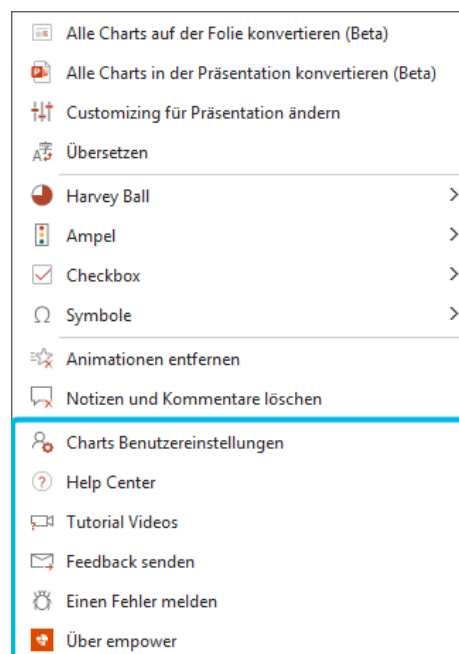 Alle Charts auf der Folie konvertieren (Beta)
Alle Charts in der Präsentation konvertieren (Beta)
Customizing für Präsentation ändern
Übersetzen
Harvey Ball
Ampel
Checkbox
Symbole
Animationen entfernen
Notizen und Kommentare löschen
Charts Benutzereinstellungen
Help Center
Tutorial Videos
Feedback senden
Einen Fehler melden
Über empower